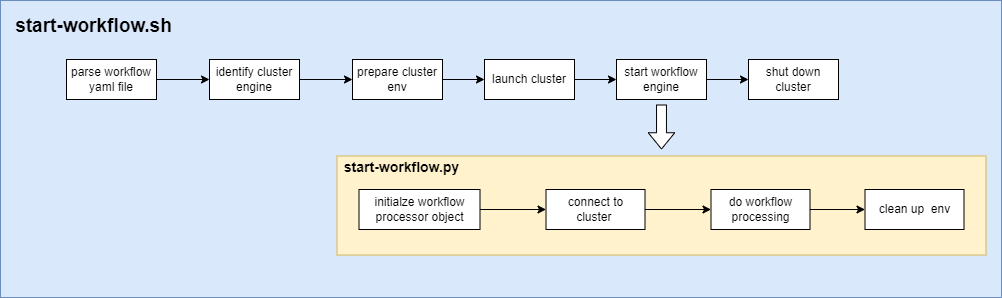 start-workflow.sh
parse workflow
yaml file
identify cluster
engine
prepare cluster
env
launch cluster
start workflow
engine
shut down
cluster
start-workflow.py
initialze workflow
processor object
connect to
cluster
do workflow
processing
clean up  env